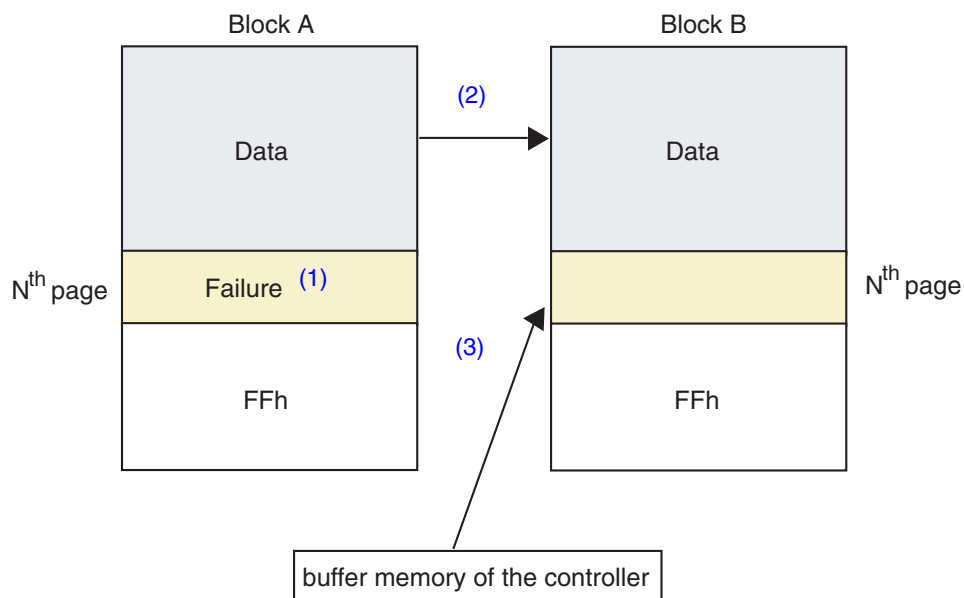 Block A
Block B
(2)
Data
Data
Nth page
Failure (1)
Nth page
(3)
FFh
FFh
buffer memory of the controller